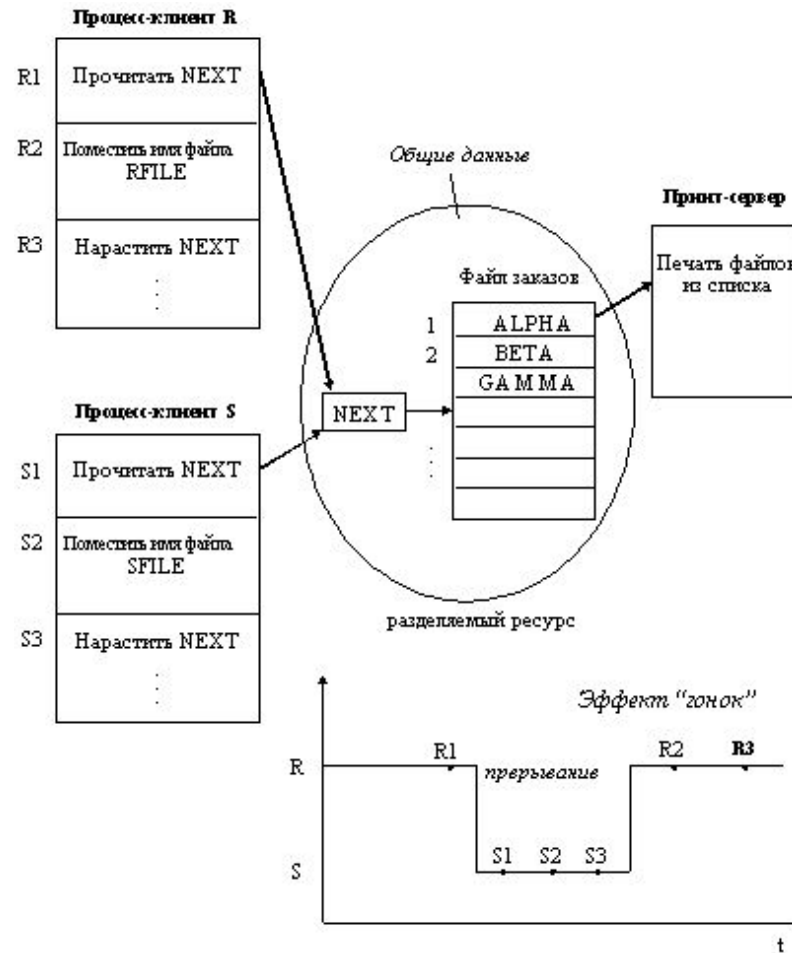 Процесс-клиент R
R1
Прочитать NEXT
R2
Поместить имя файла
RFILE
R3
Нарастить NEXT
Общие данные
Принт-сервер
Печать файлов
из списка
Файл заказов
1
ALPHA
2
BETA
GAMMA
NEXT
Процесс-клиент S
S1
Прочитать NEXT
S2
Поместить имя файла
SFILE
S3
Нарастить NEXT
разделяемый ресурс
Эффект “гонок”
R
R1
прерывание
R2
R3
S
S1
S2
S3
t